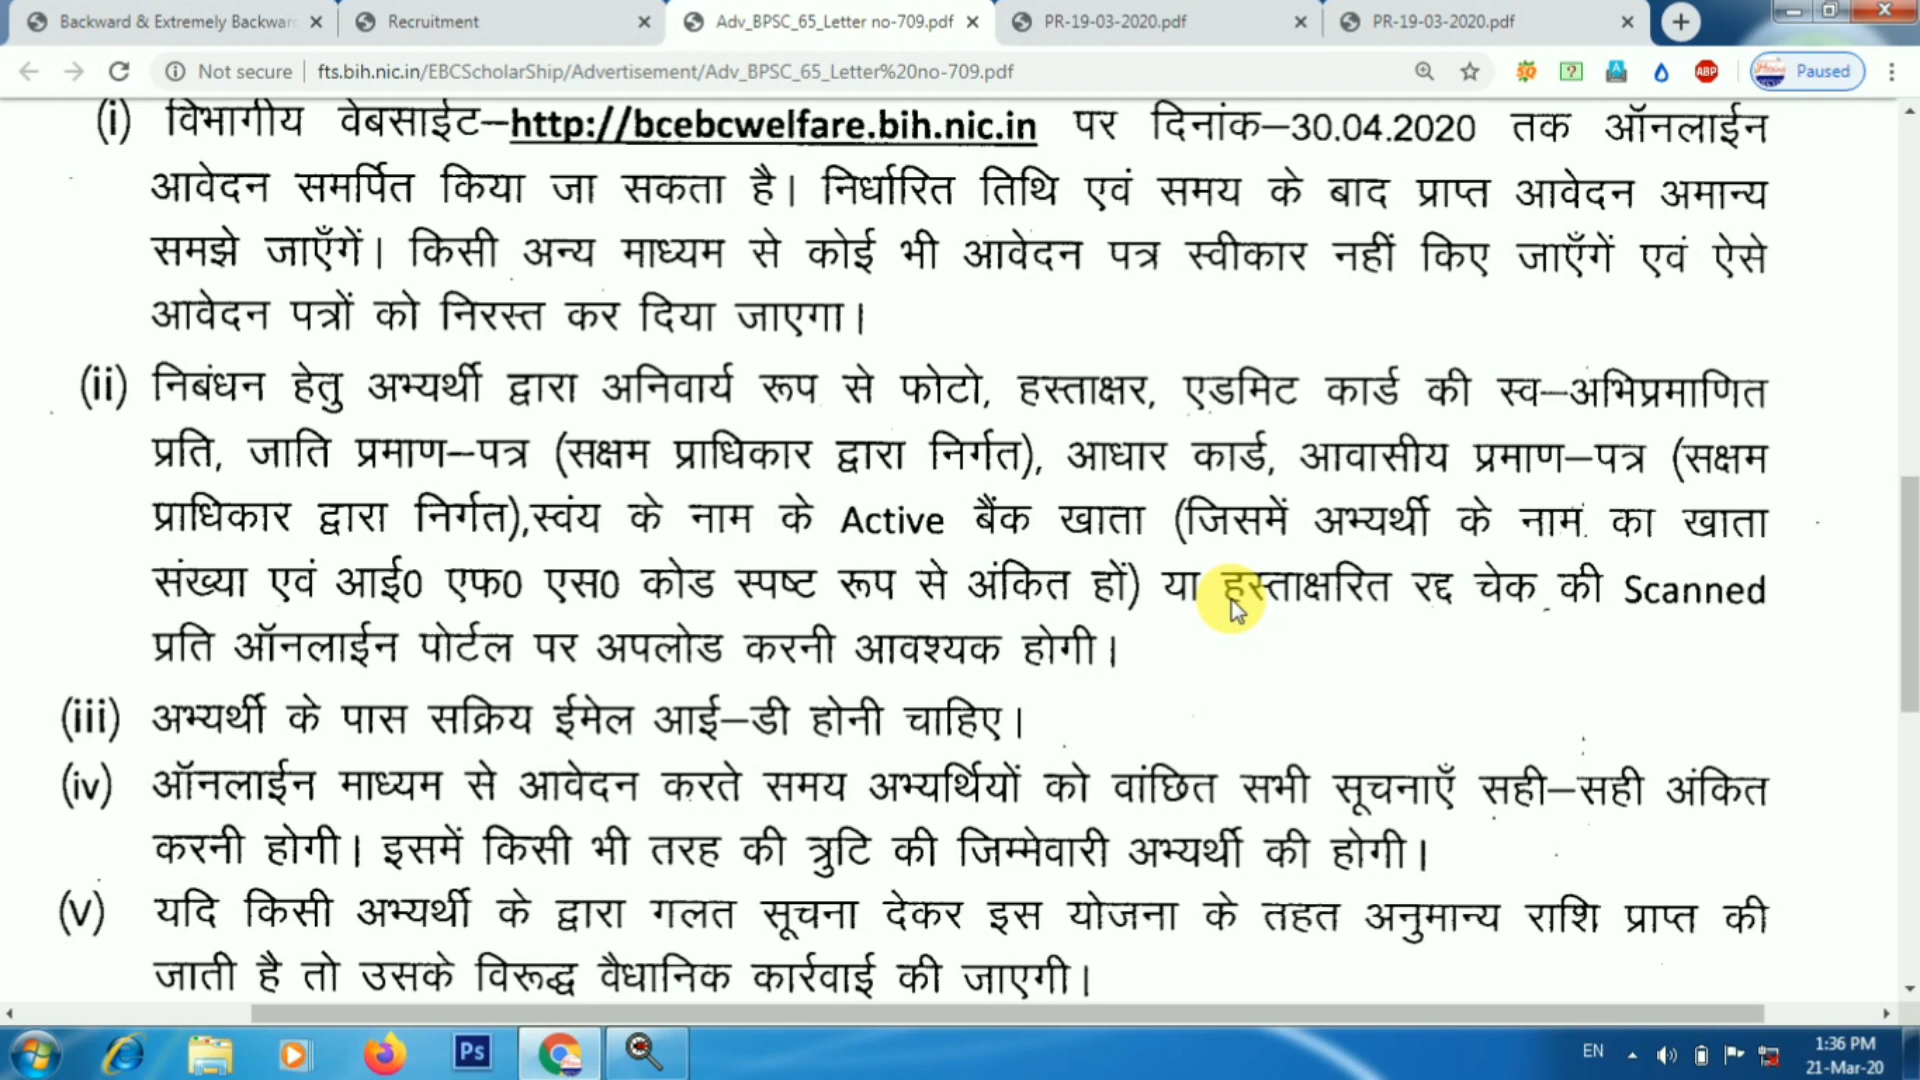 Backward & Extremely Backwar
Recruitment
Adv_BPSC_65_Letter no-709.pdf
PR-19-03-2020.pdf
PR-19-03-2020.pdf
Not secure
fts.bih.nic.in/EBCScholarShip/Advertisement/Adv_BPSC_65_Letter%20no-709.pdf
ABP
Paused
(i) विभागीय वेबसाईट–http://bcebcwelfare.bih.nic.in पर दिनांक–30.04.2020 तक ऑनलाईन
आवेदन समर्पित किया जा सकता है। निर्धारित तिथि एवं समय के बाद प्राप्त आवेदन अमान्य
समझे जाएँगें। किसी अन्य माध्यम से कोई भी आवेदन पत्र स्वीकार नहीं किए जाएँगें एवं ऐसे
आवेदन पत्रों को निरस्त कर दिया जाएगा।
(ii) निबंधन हेतु अभ्यर्थी द्वारा अनिवार्य रूप से फोटो, हस्ताक्षर, एडमिट कार्ड की स्व–अभिप्रमाणित
प्रति, जाति प्रमाण–पत्र (सक्षम प्राधिकार द्वारा निर्गत), आधार कार्ड, आवासीय प्रमाण–पत्र (सक्षम
प्राधिकार द्वारा निर्गत),स्वंय के नाम के Active बैंक खाता (जिसमें अभ्यर्थी के नाम का खाता
संख्या एवं आई0 एफ0 एस0 कोड स्पष्ट रूप से अंकित हों) या हस्ताक्षरित रद्द चेक की Scanned
प्रति ऑनलाईन पोर्टल पर अपलोड करनी आवश्यक होगी।
(iii) अभ्यर्थी के पास सक्रिय ईमेल आई–डी होनी चाहिए।
(iv) ऑनलाईन माध्यम से आवेदन करते समय अभ्यर्थियों को वांछित सभी सूचनाएँ सही–सही अंकित
करनी होगी। इसमें किसी भी तरह की त्रुटि की जिम्मेवारी अभ्यर्थी की होगी।
(v) यदि किसी अभ्यर्थी के द्वारा गलत सूचना देकर इस योजना के तहत अनुमान्य राशि प्राप्त की
जाती है तो उसके विरूद्ध वैधानिक कार्रवाई की जाएगी।
Ps
EN
1:36 PM
21-Mar-20